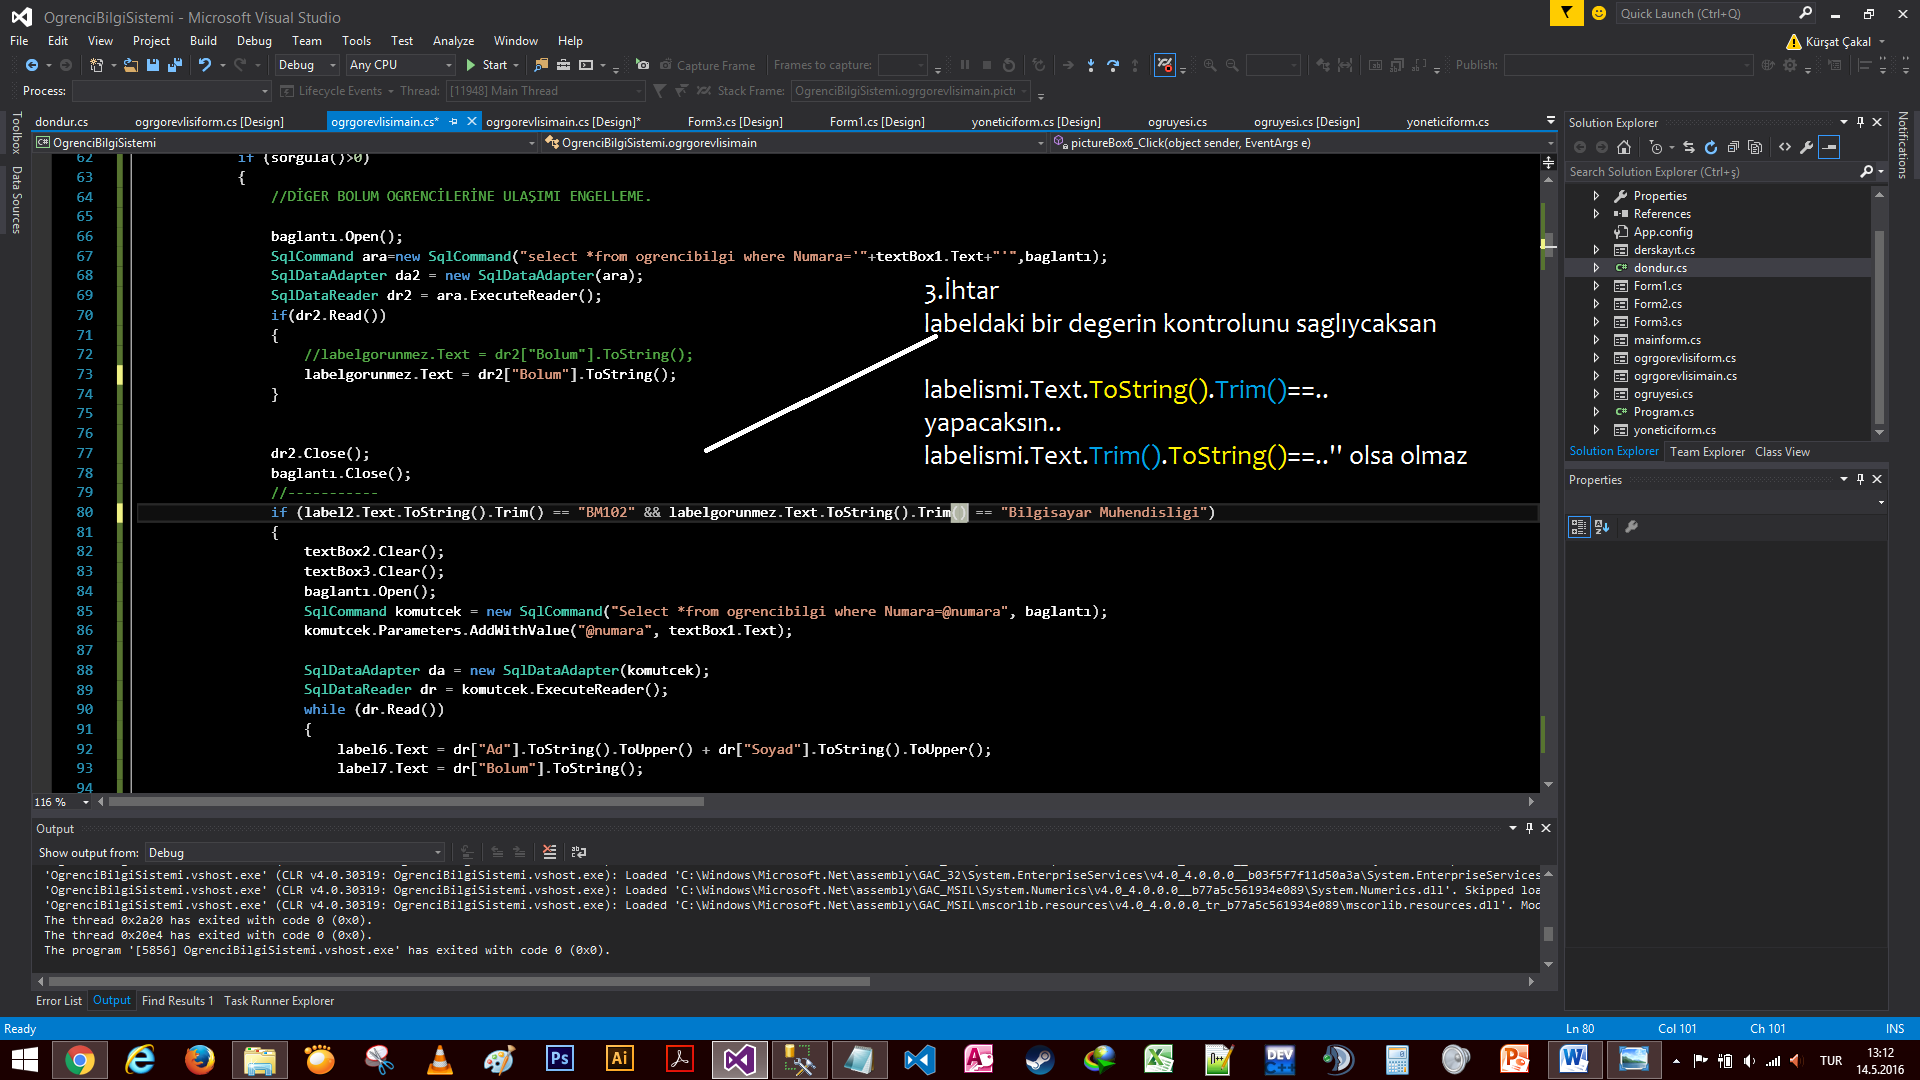 OgrenciBilgiSistemi - Microsoft Visual Studio
Quick Launch (Ctrl+Q)
File Edit View Project Build Debug Team Tools Test Analyze Window Help
Kürşat Çakal
Debug Any CPU Start Capture Frame Frames to capture: Publish:
Process: Lifecycle Events Thread: [11948] Main Thread Stack Frame: OgrenciBilgiSistemi.ogrgorevlisimain.pict
Toolbox
Data Sources
dondur.cs ogrgorevlisiform.cs [Design] ogrgorevlisimain.cs* ogrgorevlisimain.cs [Design]* Form3.cs [Design] Form1.cs [Design] yoneticiform.cs [Design] ogruyesi.cs ogruyesi.cs [Design] yoneticiform.cs
OgrenciBilgiSistemi OgrenciBilgiSistemi.ogrgorevlisimain pictureBox6_Click(object sender, EventArgs e)
62 if (sorgula()>0)
63 {
64 //DİGER BOLUM OGRENCİLERİNE ULAŞIMI ENGELLEME.
65
66 baglantı.Open();
67 SqlCommand ara=new SqlCommand("select *from ogrencibilgi where Numara='"+textBox1.Text+"'",baglantı);
68 SqlDataAdapter da2 = new SqlDataAdapter(ara);
69 SqlDataReader dr2 = ara.ExecuteReader();
70 if(dr2.Read())
71 {
72 //labelgorunmez.Text = dr2["Bolum"].ToString();
73 labelgorunmez.Text = dr2["Bolum"].ToString();
74 }
75
76
77 dr2.Close();
78 baglantı.Close();
79 //-----------
80 if (label2.Text.ToString().Trim() == "BM102" && labelgorunmez.Text.ToString().Trim() == "Bilgisayar Muhendisligi")
81 {
82 textBox2.Clear();
83 textBox3.Clear();
84 baglantı.Open();
85 SqlCommand komutcek = new SqlCommand("Select *from ogrencibilgi where Numara=@numara", baglantı);
86 komutcek.Parameters.AddWithValue("@numara", textBox1.Text);
87
88 SqlDataAdapter da = new SqlDataAdapter(komutcek);
89 SqlDataReader dr = komutcek.ExecuteReader();
90 while (dr.Read())
91 {
92 label6.Text = dr["Ad"].ToString().ToUpper() + dr["Soyad"].ToString().ToUpper();
93 label7.Text = dr["Bolum"].ToString();
94
3.İhtar
labeldaki bir degerin kontrolunu saglıycaksan
labelismi.Text.ToString().Trim()==..
yapacaksın..
labelismi.Text.Trim().ToString()==.." olsa olmaz
116 %
Output
Show output from: Debug
'OgrenciBilgiSistemi.vshost.exe' (CLR v4.0.30319: OgrenciBilgiSistemi.vshost.exe): Loaded 'C:\Windows\Microsoft.Net\assembly\GAC_32\System.EnterpriseServices\v4.0_4.0.0.0__b03f5f7f11d50a3a\System.EnterpriseServices
'OgrenciBilgiSistemi.vshost.exe' (CLR v4.0.30319: OgrenciBilgiSistemi.vshost.exe): Loaded 'C:\Windows\Microsoft.Net\assembly\GAC_MSIL\System.Numerics\v4.0_4.0.0.0__b77a5c561934e089\System.Numerics.dll'. Skipped loa
'OgrenciBilgiSistemi.vshost.exe' (CLR v4.0.30319: OgrenciBilgiSistemi.vshost.exe): Loaded 'C:\Windows\Microsoft.Net\assembly\GAC_MSIL\mscorlib.resources\v4.0_4.0.0.0_tr_b77a5c561934e089\mscorlib.resources.dll'. Mod
The thread 0x2a20 has exited with code 0 (0x0).
The thread 0x20e4 has exited with code 0 (0x0).
The program '[5856] OgrenciBilgiSistemi.vshost.exe' has exited with code 0 (0x0).
Error List Output Find Results 1 Task Runner Explorer
Solution Explorer
Search Solution Explorer (Ctrl+ş)
Properties
References
App.config
derskayıt.cs
dondur.cs
Form1.cs
Form2.cs
Form3.cs
mainform.cs
ogrgorevlisiform.cs
ogrgorevlisimain.cs
ogruyesi.cs
Program.cs
yoneticiform.cs
Solution Explorer Team Explorer Class View
Properties
Notifications
Ready Ln 80 Col 101 Ch 101 INS
Ps Ai DEV
TUR
13:12
14.5.2016